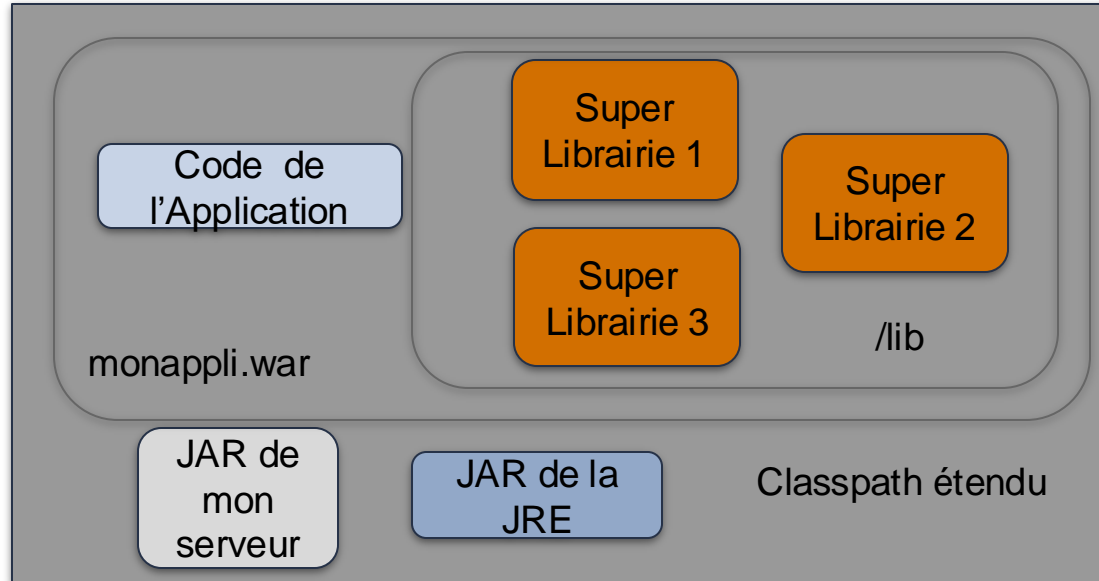 Code de
l’Application
Super
Librairie 1
Super
Librairie 2
Super
Librairie 3
/lib
monappli.war
JAR de
mon
serveur
JAR de la
JRE
Classpath étendu